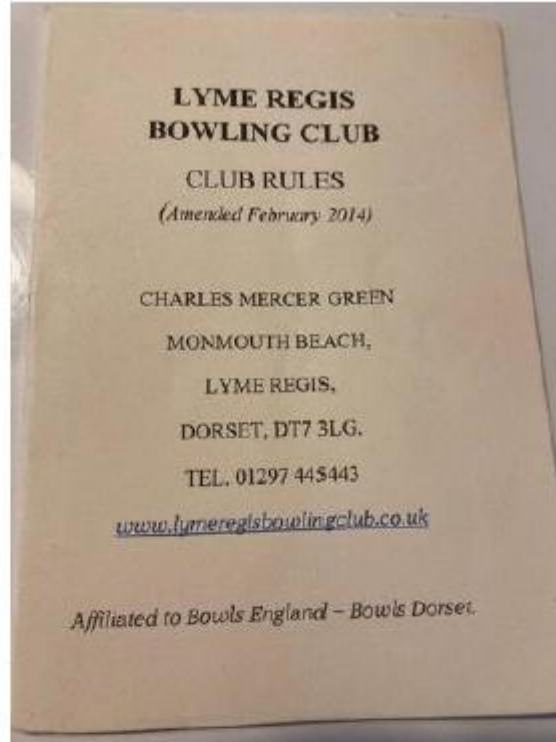 LYME REGIS
BOWLING CLUB
CLUB RULES
(Amended February 2014)
CHARLES MERCER GREEN
MONMOUTH BEACH,
LYME REGIS,
DORSET, DT7 3LG.
TEL. 01297 445443
www.lymeregisbowlingclub.co.uk
Affiliated to Bowls England – Bowls Dorset.